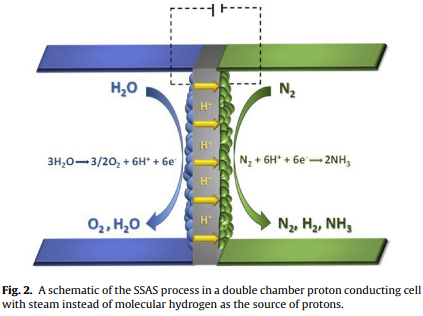 H₂O
N₂
H⁺
H⁺
3H₂O→3/2O₂ + 6H⁺ + 6e⁻
N₂ + 6H⁺ + 6e⁻→2NH₃
H⁺
H⁺
O₂, H₂O
N₂, H₂, NH₃
Fig. 2. A schematic of the SSAS process in a double chamber proton conducting cell
with steam instead of molecular hydrogen as the source of protons.